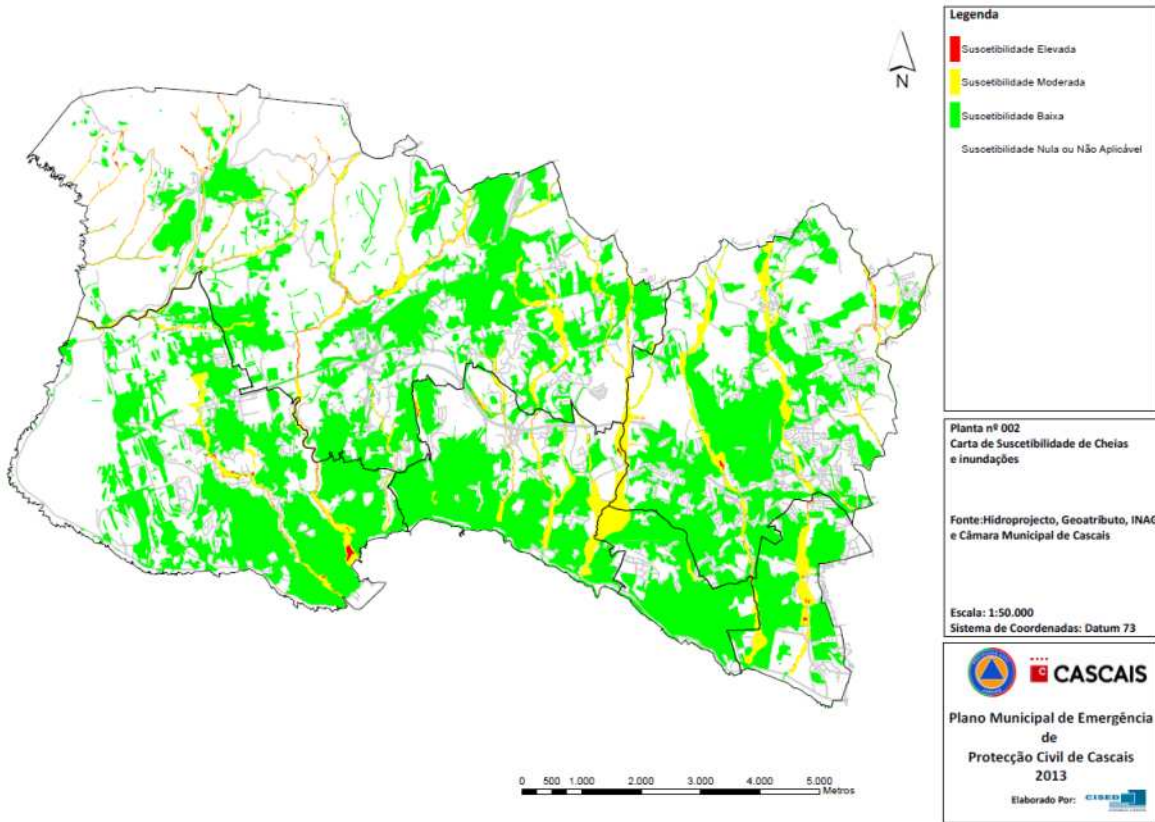 Legenda
Suscetibilidade Elevada
Suscetibilidade Moderada
Suscetibilidade Baixa
Suscetibilidade Nula ou Não Aplicável
N
Planta nº 002
Carta de Suscetibilidade de Cheias
e inundações
Fonte:Hidroprojecto, Geoatributo, INAG
e Câmara Municipal de Cascais
Escala: 1:50.000
Sistema de Coordenadas: Datum 73
C CASCAIS
Plano Municipal de Emergência
de
Protecção Civil de Cascais
2013
Elaborado Por: CISED
0 500 1.000 2.000 3.000 4.000 5.000
Metros